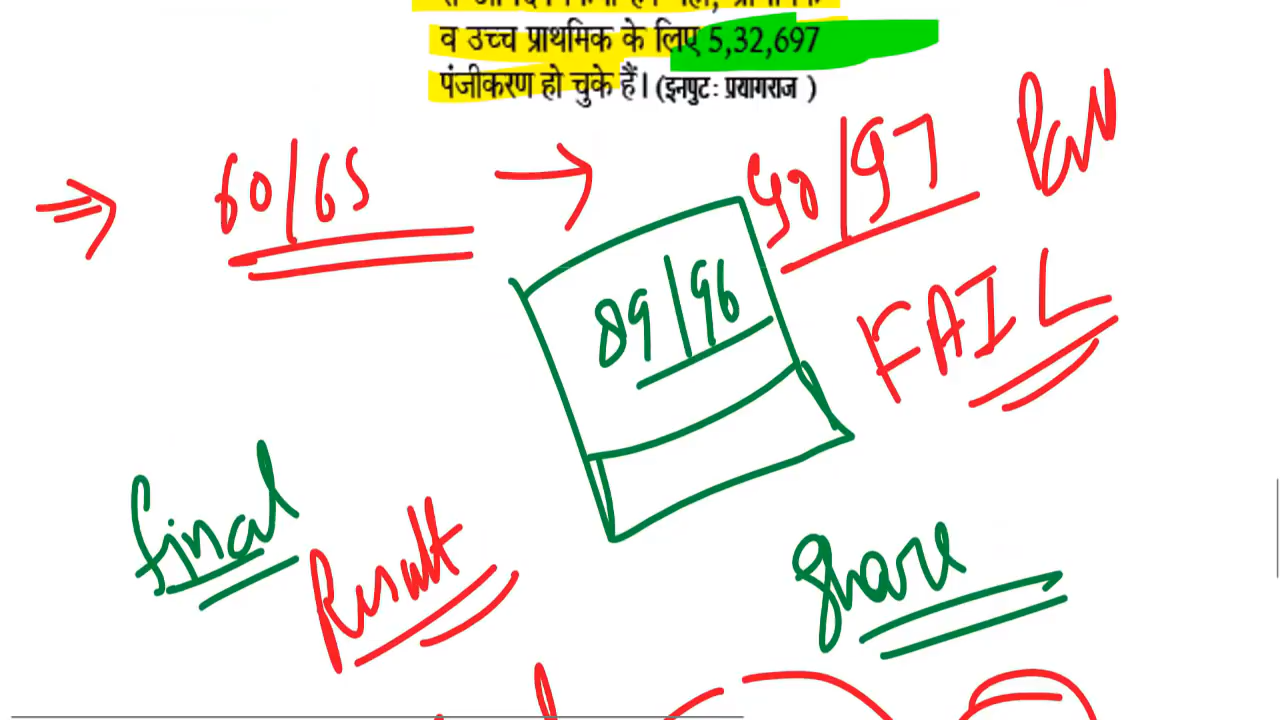 व उच्च प्राथमिक के लिए 5,32,697
पंजीकरण हो चुके हैं। (इनपुटः प्रयागराज )
60/65
90/97
89/96
FAIL
final
Result
Share